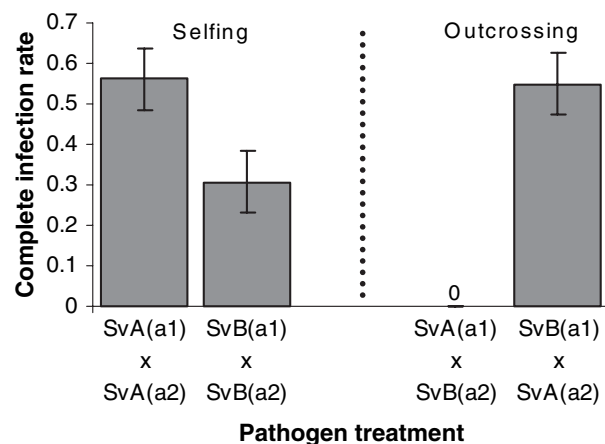 Complete infection rate
0.7
0.6
0.5
0.4
0.3
0.2
0.1
0
Selfing
Outcrossing
0
SvA(a1)
x
SvA(a2)
SvB(a1)
x
SvB(a2)
SvA(a1)
x
SvB(a2)
SvB(a1)
x
SvA(a2)
Pathogen treatment